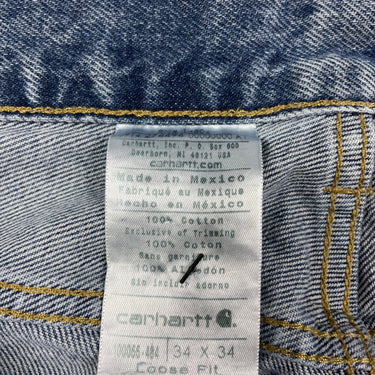 Carhartt, Inc. P. O. Box 600
Dearborn, MI 48121 USA
carhartt.com
Made in Mexico
Fabriqué au Mexique
Hecho en México
100% Cotton
Exclusive of Trimming
100% Coton
Sans garniture
100% Algodón
Sin incluir adorno
carhartt
100065-484 34 X 34
Loose Fit